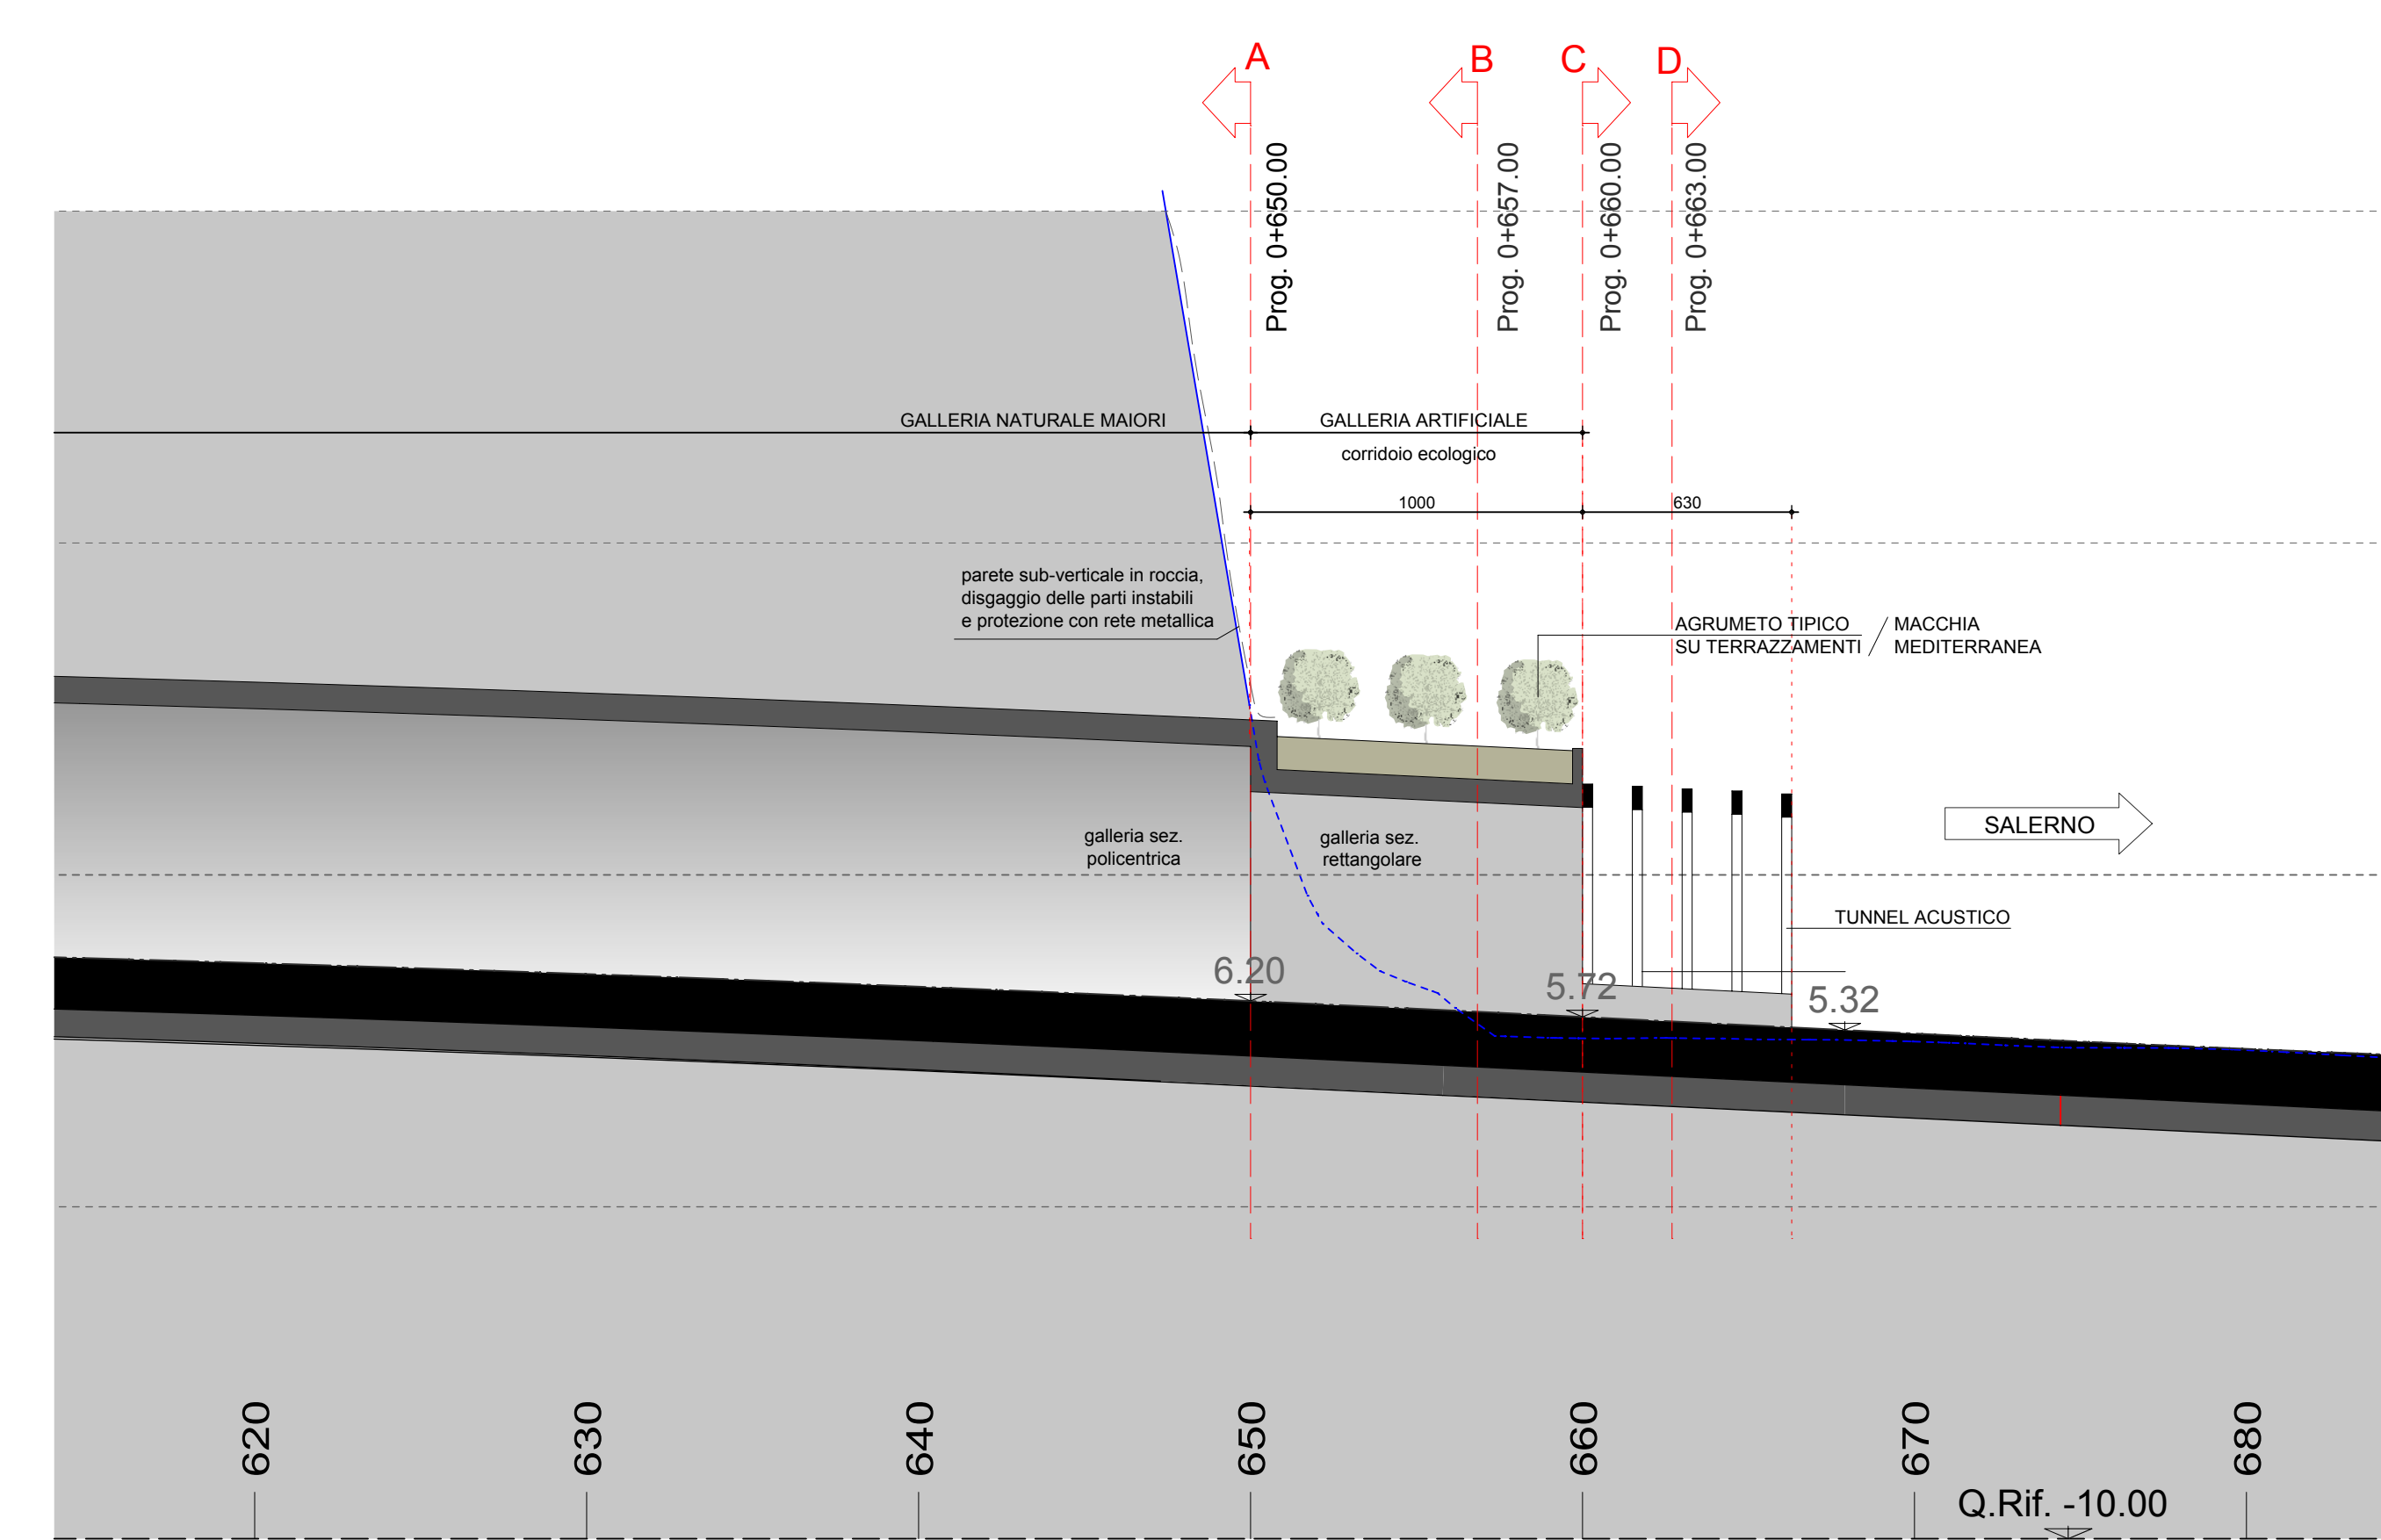 A
B
C
D
Prog. 0+650.00
Prog. 0+657.00
Prog. 0+660.00
Prog. 0+663.00
GALLERIA NATURALE MAIORI
GALLERIA ARTIFICIALE
corridoio ecologico
1000
630
parete sub-verticale in roccia,
disgaggio delle parti instabili
e protezione con rete metallica
AGRUMETO TIPICO
SU TERRAZZAMENTI
/ MACCHIA
MEDITERRANEA
galleria sez.
policentrica
galleria sez.
rettangolare
SALERNO
TUNNEL ACUSTICO
6.20
5.72
5.32
620
630
640
650
660
670
680
Q.Rif. -10.00